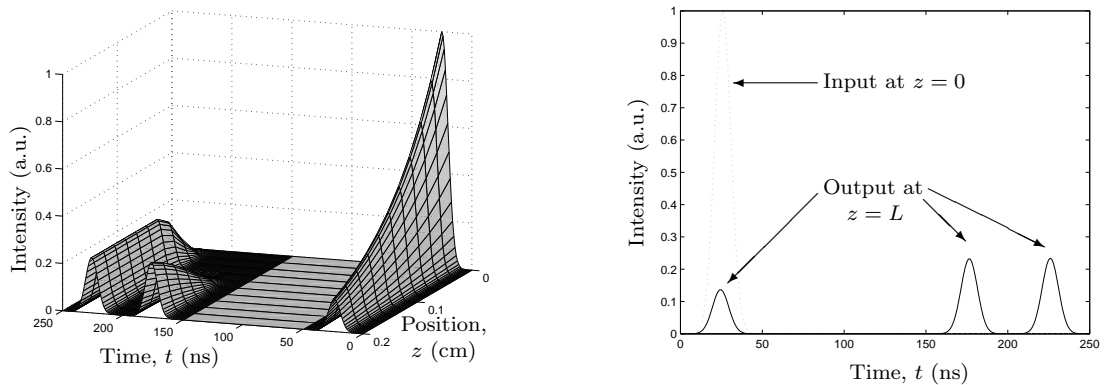 1
0.8
0.6
0.4
0.2
0
Intensity (a.u.)
250
200
150
100
50
0
Time, t (ns)
0
0.1
0.2
Position,
z (cm)
1
0.9
0.8
0.7
0.6
0.5
0.4
0.3
0.2
0.1
0
Intensity (a.u.)
Input at z = 0
Output at
z = L
0 50 100 150 200 250
Time, t (ns)